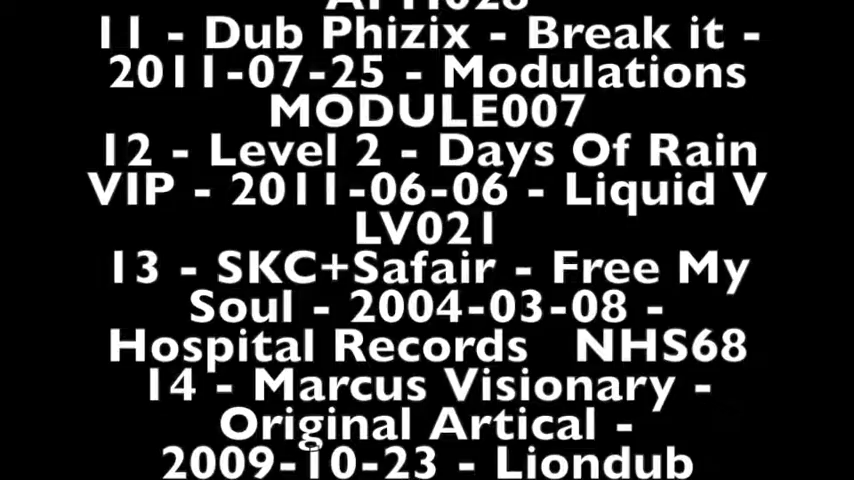 11 - Dub Phizix - Break it -
2011-07-25 - Modulations
MODULE007
12 - Level 2 - Days Of Rain
VIP - 2011-06-06 - Liquid V
LV021
13 - SKC+Safair - Free My
Soul - 2004-03-08 -
Hospital Records NHS68
14 - Marcus Visionary -
Original Artical -
2009-10-23 - Liondub